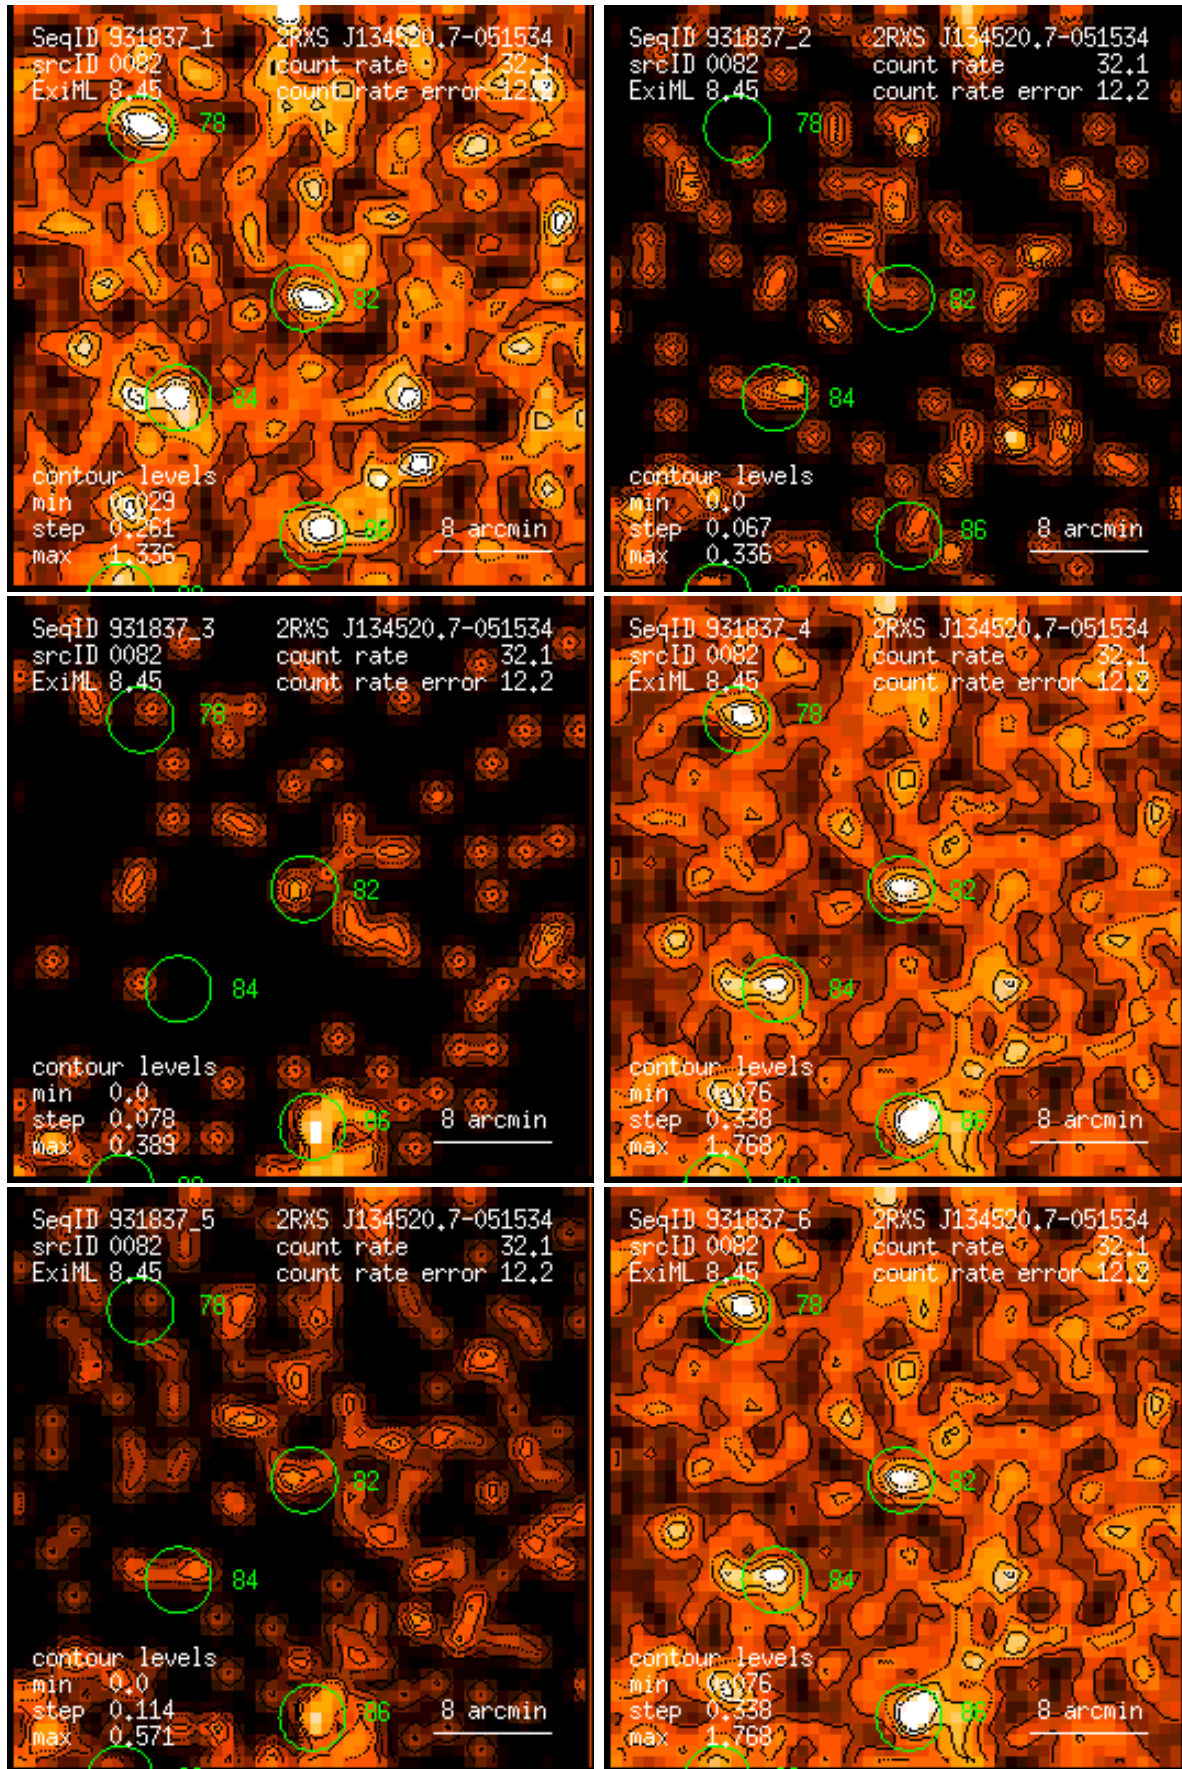 SeqID 931837_1 2RXS J134520.7-051534
srcID 0082 count rate 32.1
ExiML 8.45 count rate error 12.2
78
82
84
contour levels
min 0.029
step 0.261 86 8 arcmin
max 1.336
SeqID 931837_2 2RXS J134520.7-051534
srcID 0082 count rate 32.1
ExiML 8.45 count rate error 12.2
78
82
84
contour levels
min 0.0
step 0.067 86 8 arcmin
max 0.336
SeqID 931837_3 2RXS J134520.7-051534
srcID 0082 count rate 32.1
ExiML 8.45 count rate error 12.2
78
82
84
contour levels
min 0.0
step 0.078 86 8 arcmin
max 0.389
SeqID 931837_4 2RXS J134520.7-051534
srcID 0082 count rate 32.1
ExiML 8.45 count rate error 12.2
78
82
84
contour levels
min 0.076
step 0.338 86 8 arcmin
max 1.768
SeqID 931837_5 2RXS J134520.7-051534
srcID 0082 count rate 32.1
ExiML 8.45 count rate error 12.2
78
82
84
contour levels
min 0.0
step 0.114 86 8 arcmin
max 0.571
SeqID 931837_6 2RXS J134520.7-051534
srcID 0082 count rate 32.1
ExiML 8.45 count rate error 12.2
78
82
84
contour levels
min 0.076
step 0.338 86 8 arcmin
max 1.768